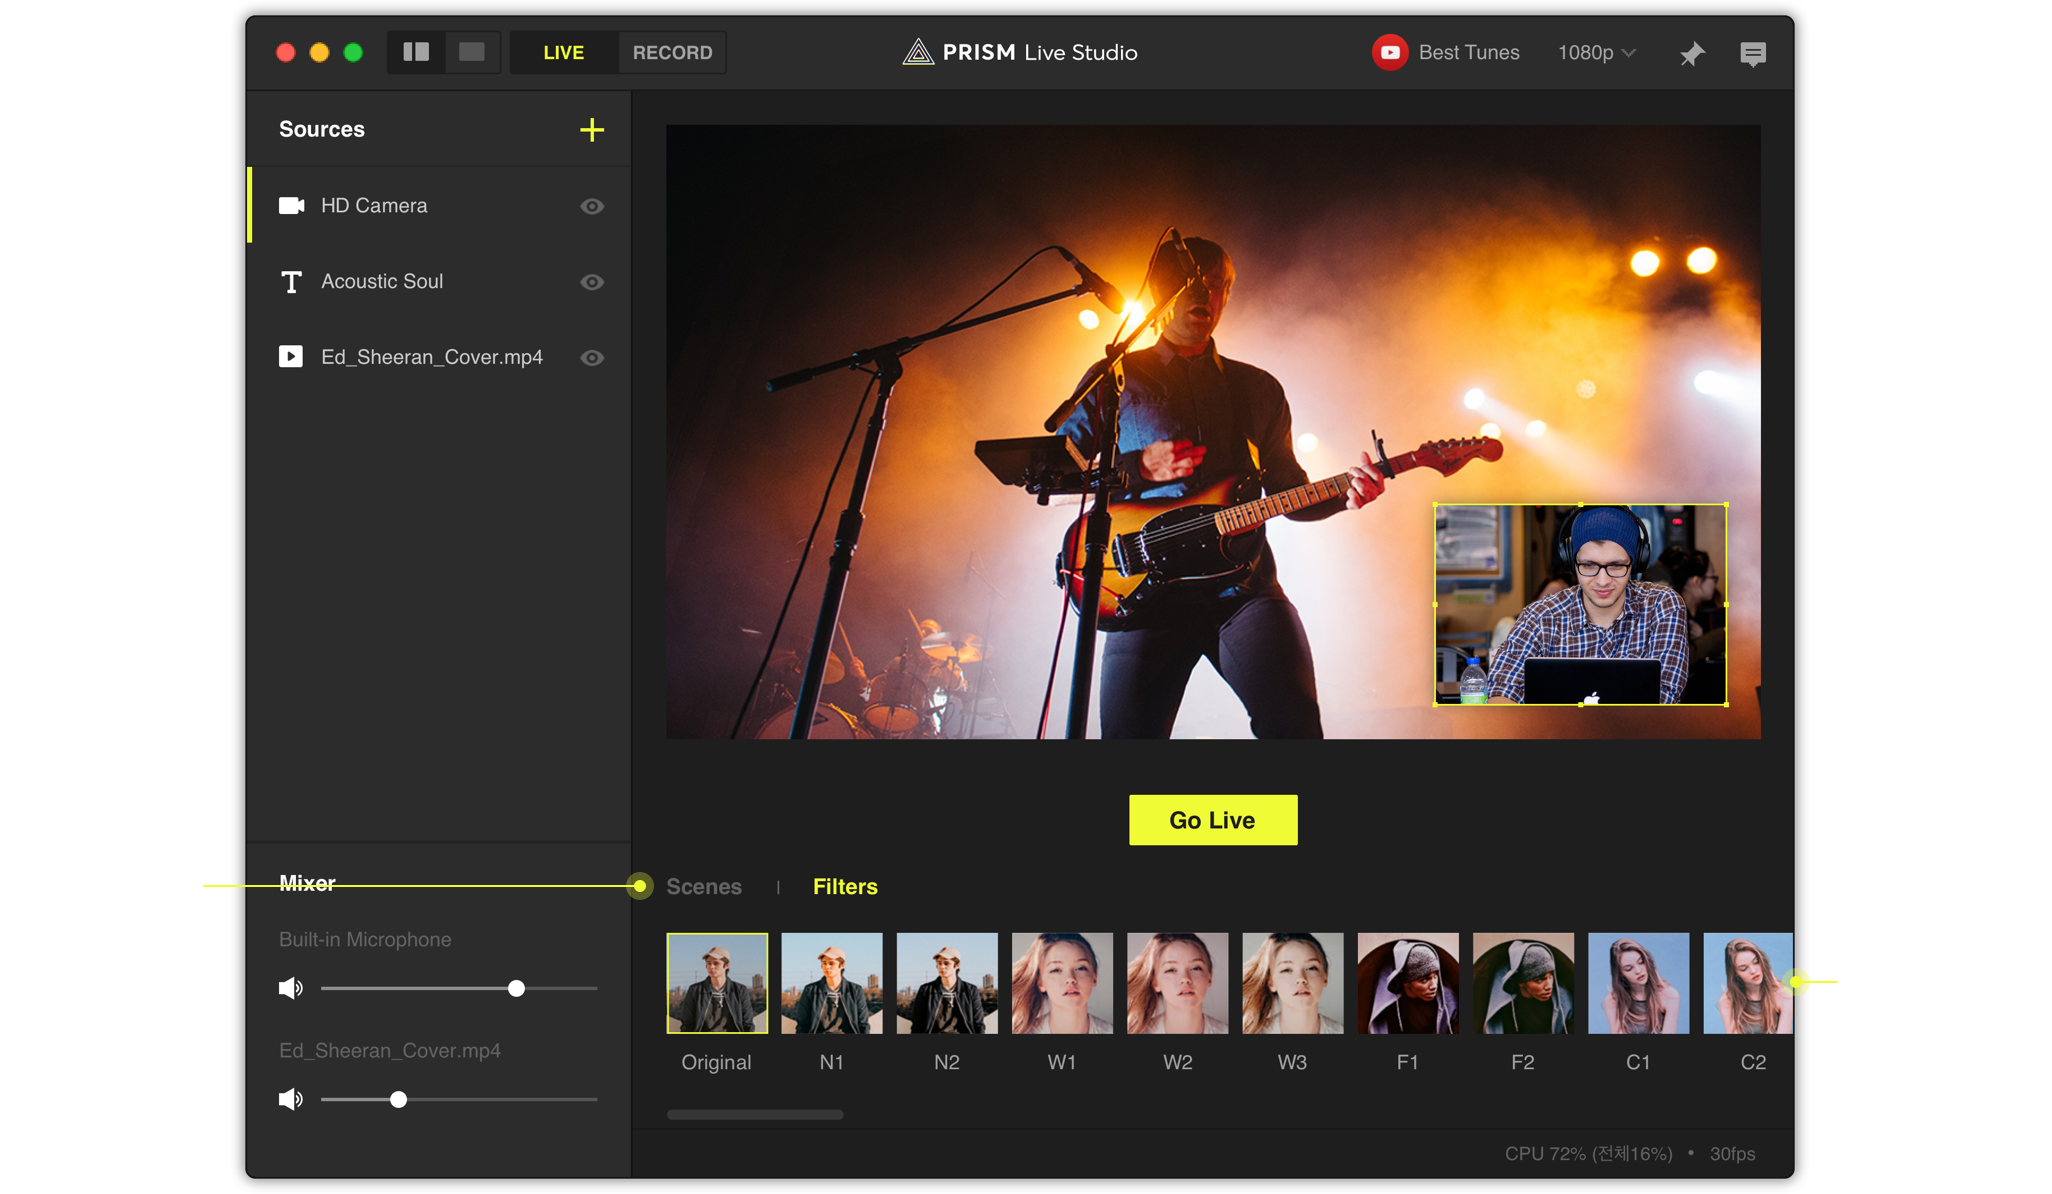 LIVE
RECORD
PRISM Live Studio
Best Tunes
1080p
Sources
HD Camera
Acoustic Soul
Ed_Sheeran_Cover.mp4
Go Live
Mixer
Scenes
Filters
Built-in Microphone
Ed_Sheeran_Cover.mp4
Original
N1
N2
W1
W2
W3
F1
F2
C1
C2
CPU 72% (전체16%) • 30fps